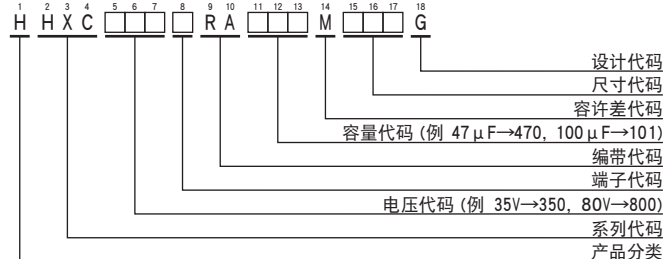 1 2 3 4 5 6 7 8 9 10 11 12 13 14 15 16 17 18
H HXC □□□ □ RA □□□ M □□□ G
设计代码
尺寸代码
容许差代码
容量代码 (例 47μF→470, 100μF→101)
编带代码
端子代码
电压代码 (例 35V→350, 80V→800)
系列代码
产品分类